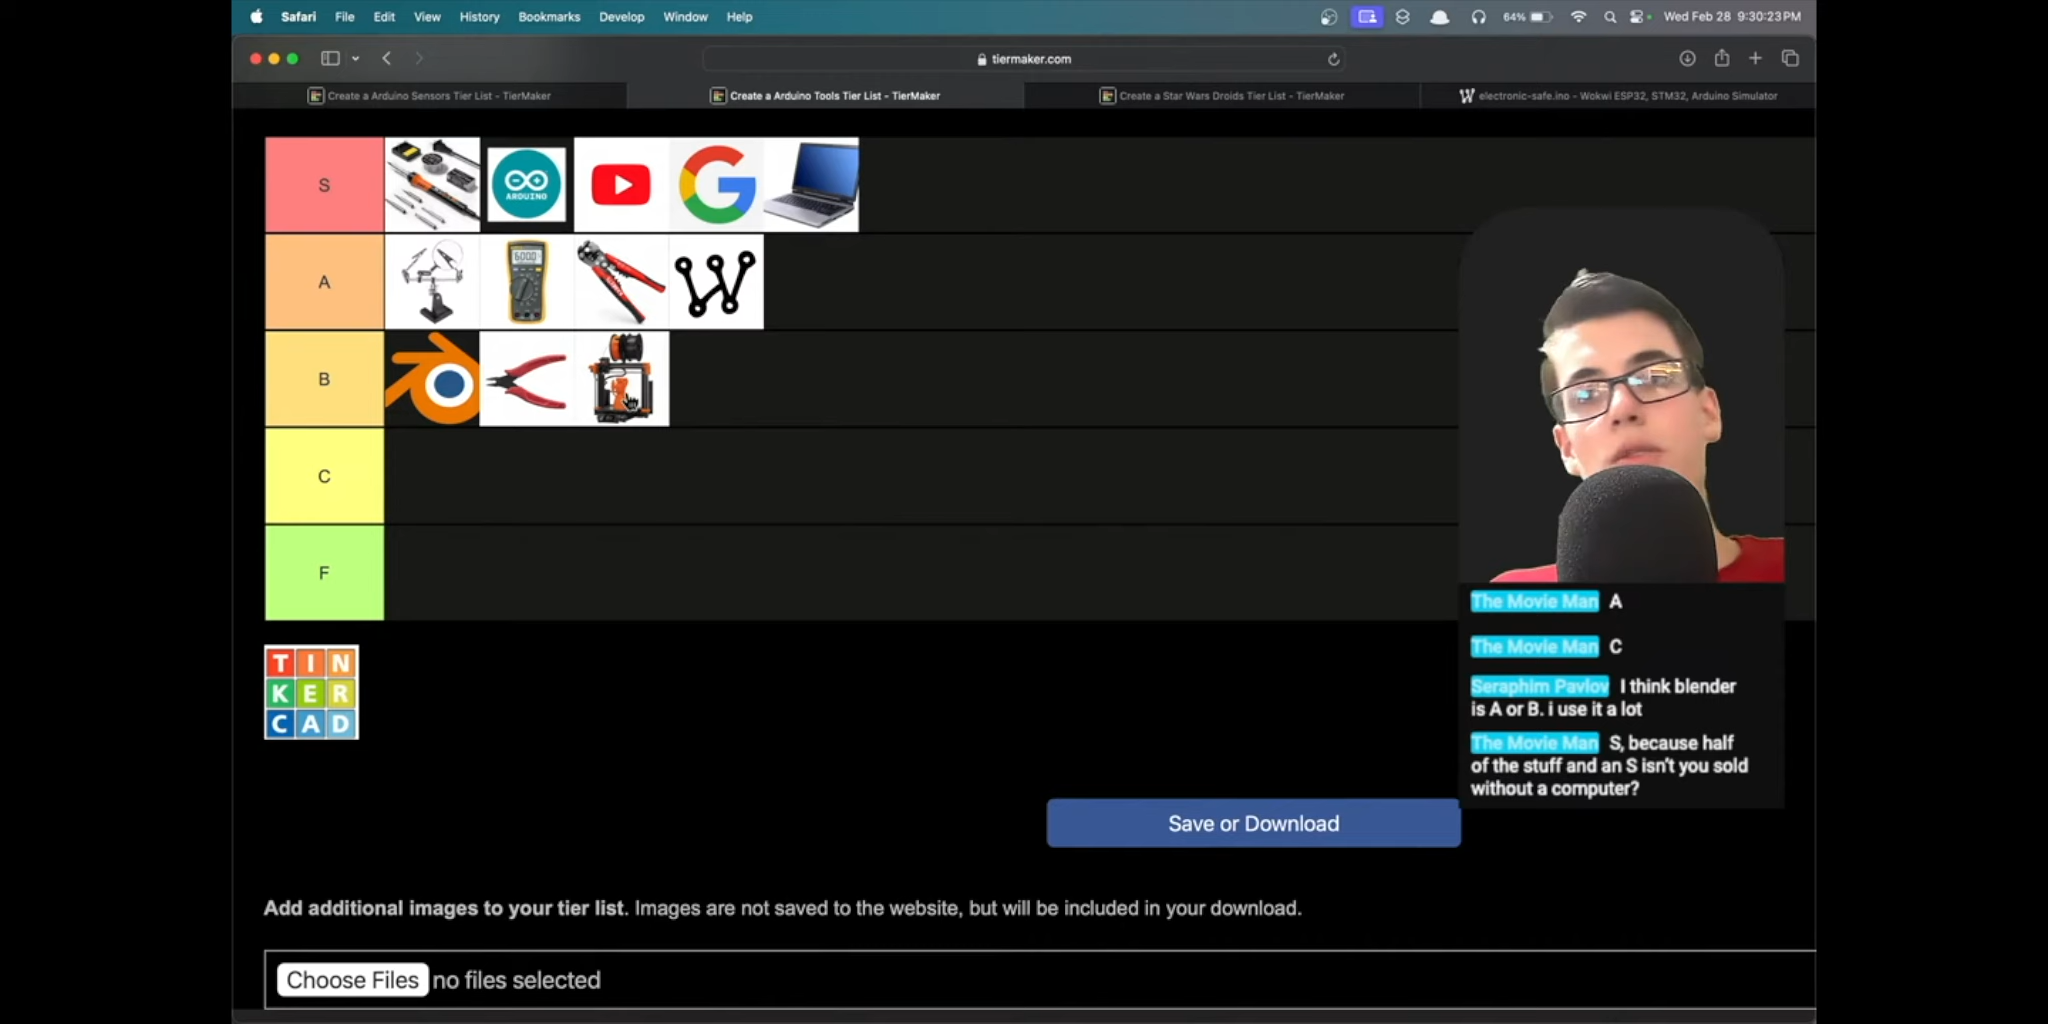 Safari File Edit View History Bookmarks Develop Window Help 64% Wed Feb 28 9:30:23 PM
tiermaker.com
Create a Arduino Sensors Tier List - TierMaker
Create a Arduino Tools Tier List - TierMaker
Create a Star Wars Droids Tier List - TierMaker
electronic-safe.ino - Wokwi ESP32, STM32, Arduino Simulator
S
ARDUINO
G
A
600.0
W
B
C
F
TIN
KER
CAD
The Movie Man A
The Movie Man C
Seraphim Pavlov I think blender
is A or B. i use it a lot
The Movie Man S, because half
of the stuff and an S isn't you sold
without a computer?
Save or Download
Add additional images to your tier list. Images are not saved to the website, but will be included in your download.
Choose Files no files selected